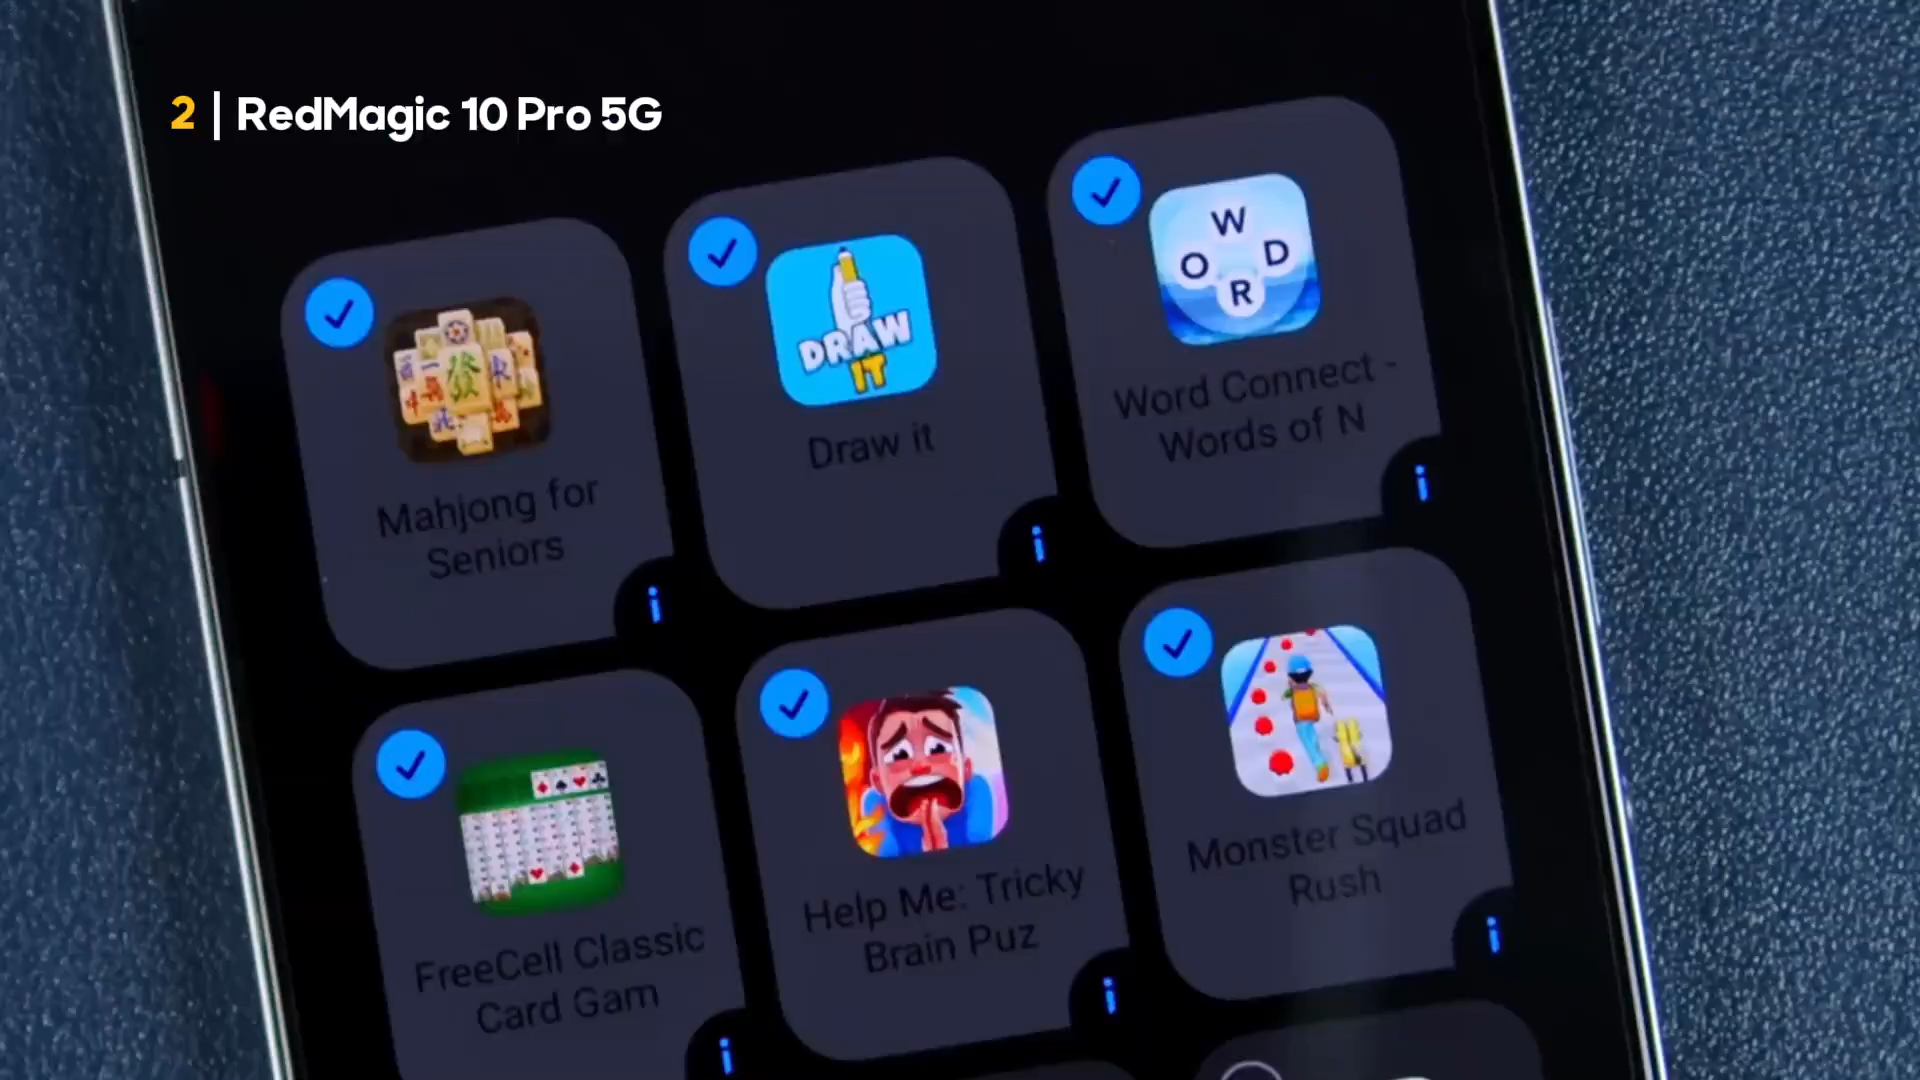 2 | RedMagic 10 Pro 5G
Mahjong for
Seniors
DRAW
IT
Draw it
W
O D
R
Word Connect -
Words of N
FreeCell Classic
Card Gam
Help Me: Tricky
Brain Puz
Monster Squad
Rush